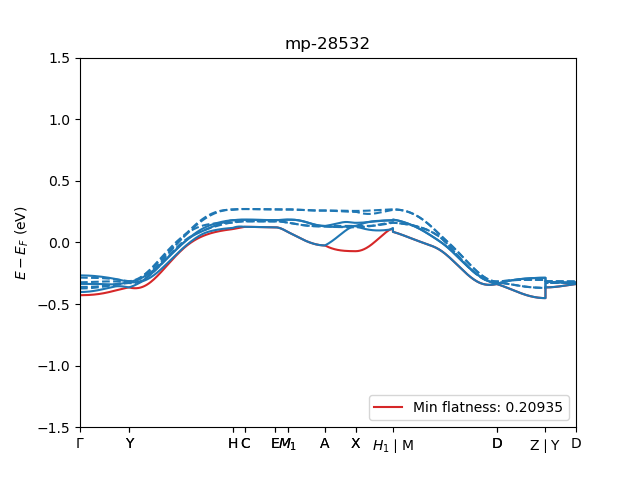 mp-28532
1.5
1.0
0.5
0.0
−0.5
−1.0
−1.5
E − E_F (eV)
Min flatness: 0.20935
Γ Y H C E M₁ A X H₁ | M D Z | Y D